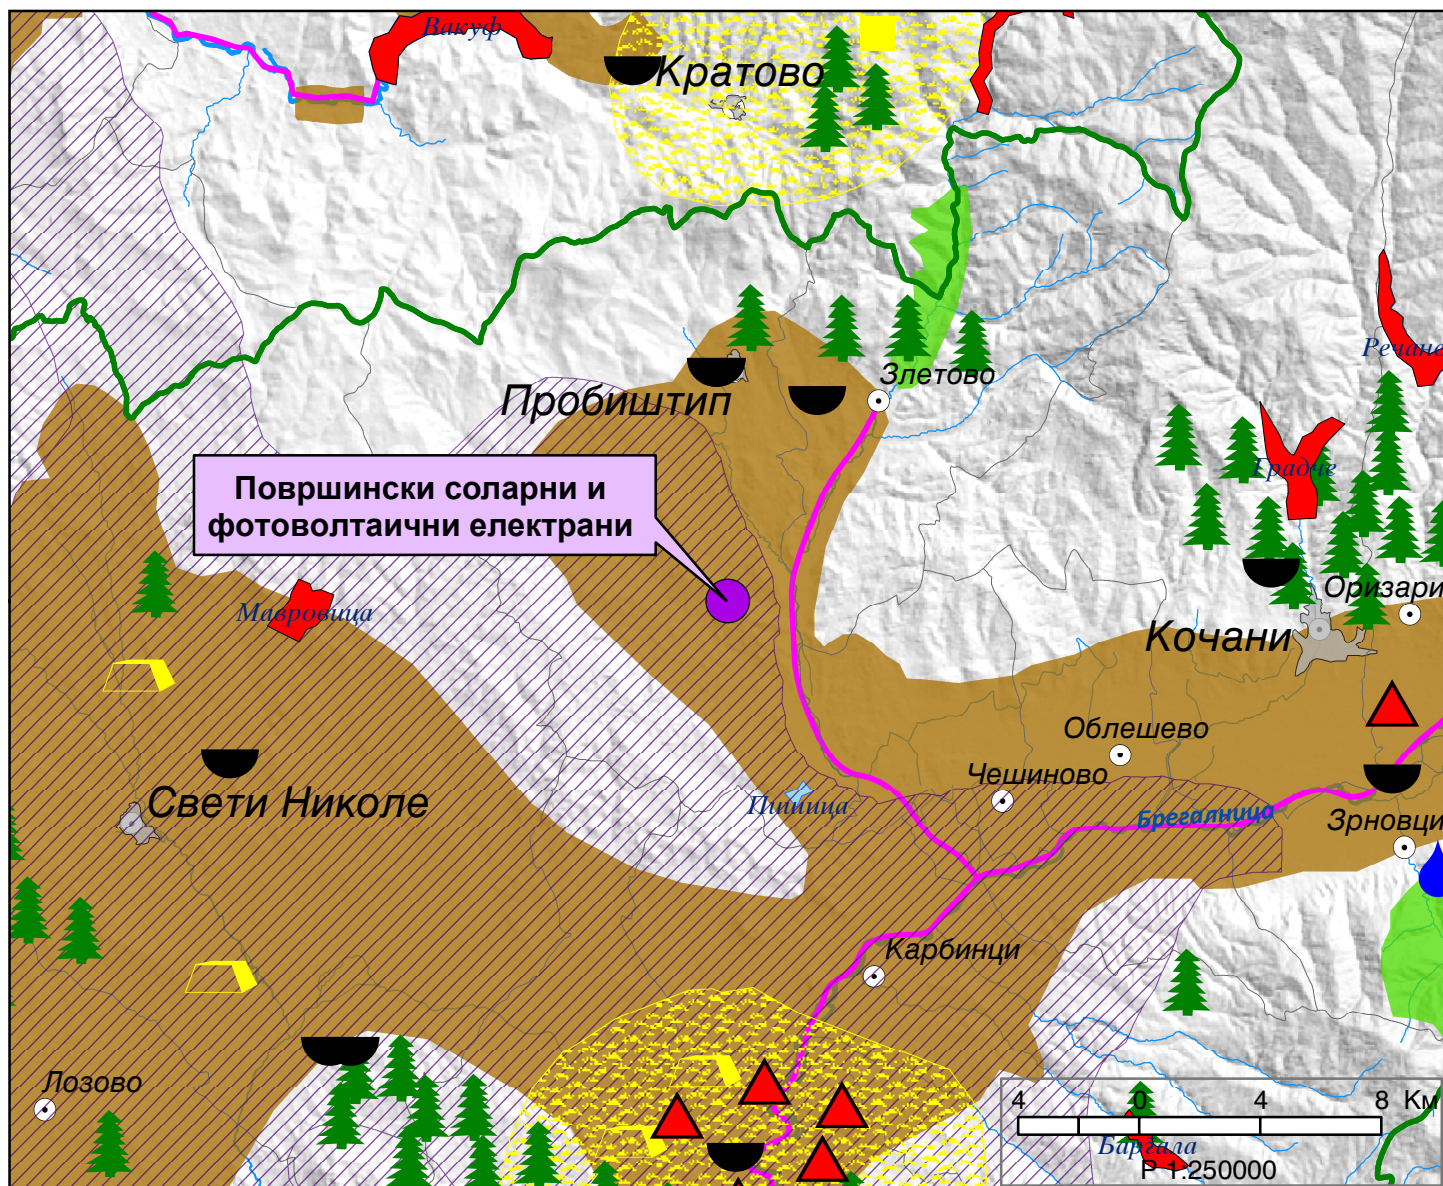 Вакуф
Кратово
Речане
Злетово
Пробиштип
Градче
Површински соларни и
фотоволтаични електрани
Оризари
Мавровица
Кочани
Облешево
Чешиново
Пишица
Свети Николе
Брегалница
Зрновци
Карбинци
Лозово
4 0 4 8 Км
Баргала
Р 1:250000